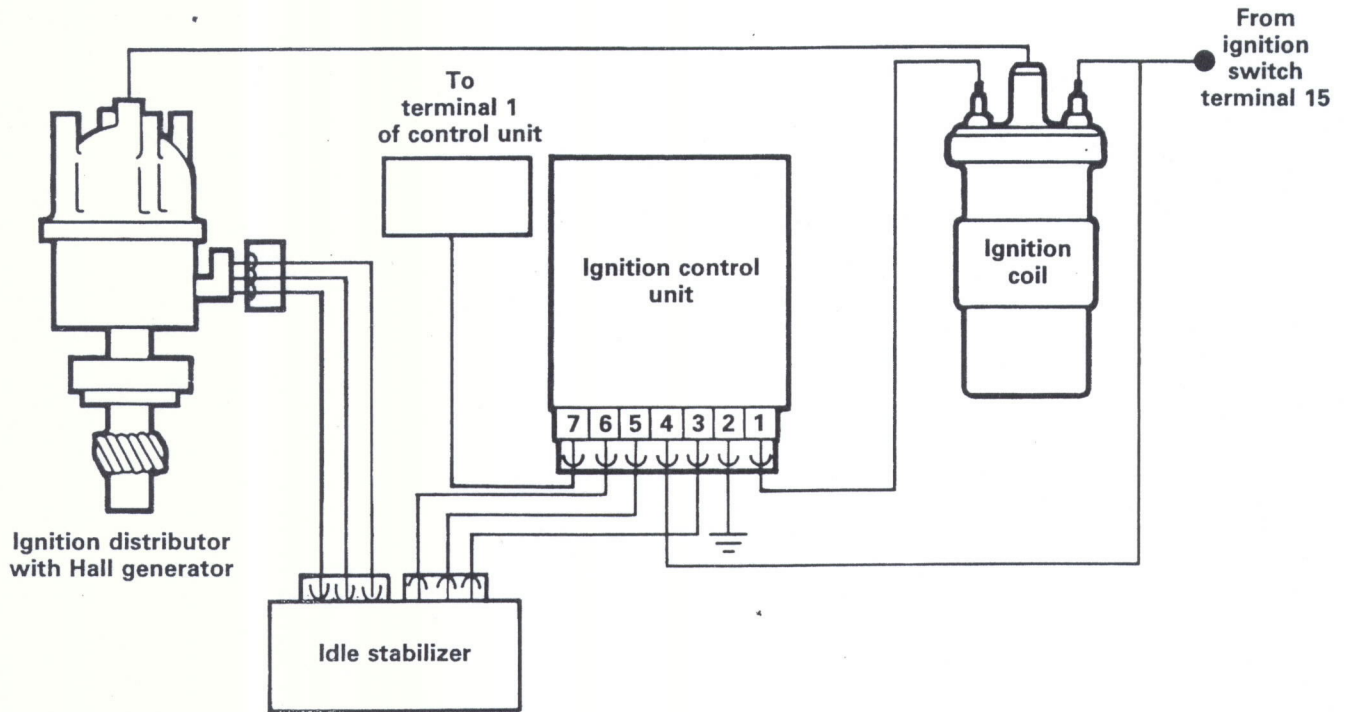 From
ignition
switch
terminal 15
To
terminal 1
of control unit
Ignition control
unit
Ignition
coil
7 6 5 4 3 2 1
Ignition distributor
with Hall generator
Idle stabilizer